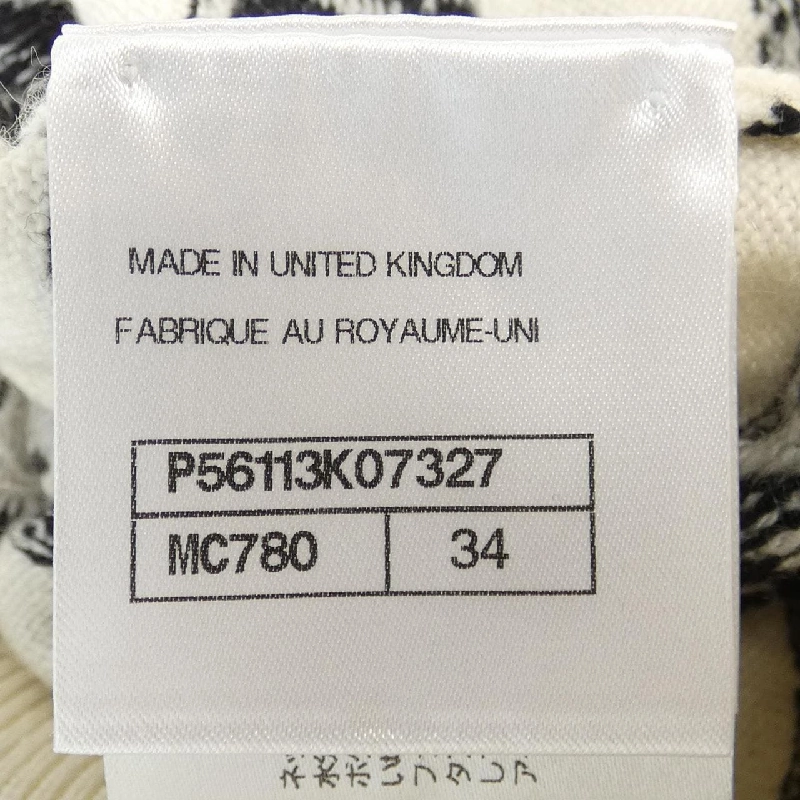 MADE IN UNITED KINGDOM
FABRIQUE AU ROYAUME-UNI
P56113K07327
MC780 34